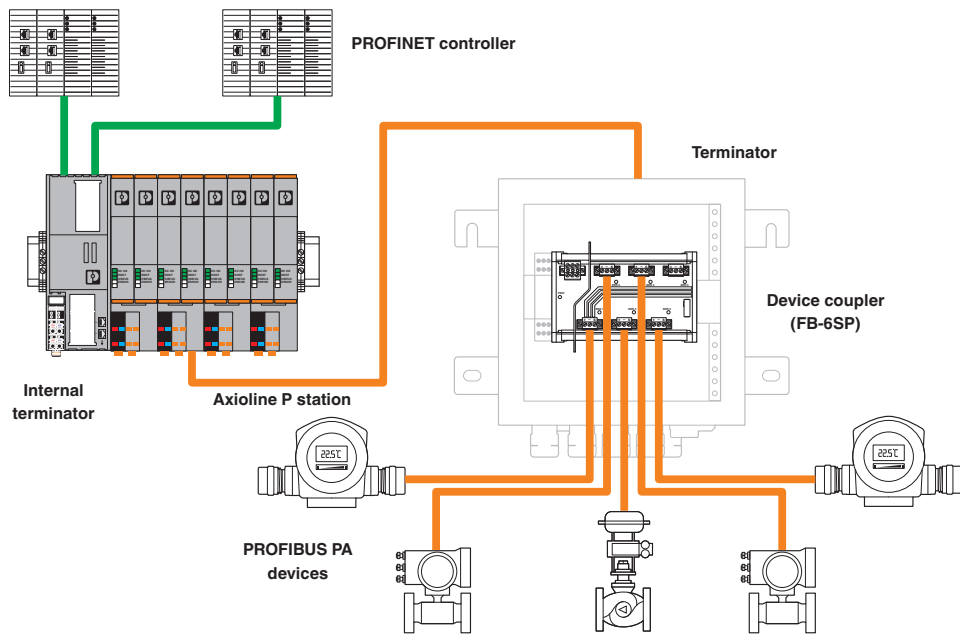 PROFINET controller
Terminator
Device coupler
(FB-6SP)
Internal
terminator
Axioline P station
22.5°C
22.5°C
PROFIBUS PA
devices